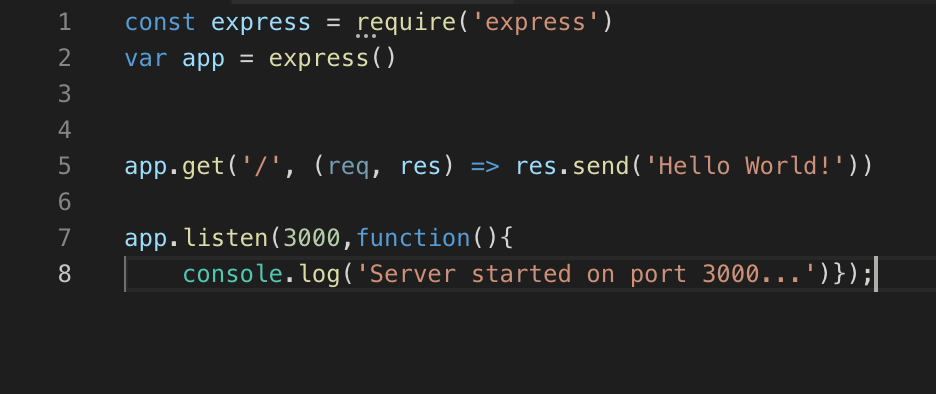 1 const express = require('express')
2 var app = express()
3
4
5 app.get('/', (req, res) => res.send('Hello World!'))
6
7 app.listen(3000,function(){
8     console.log('Server started on port 3000...')});